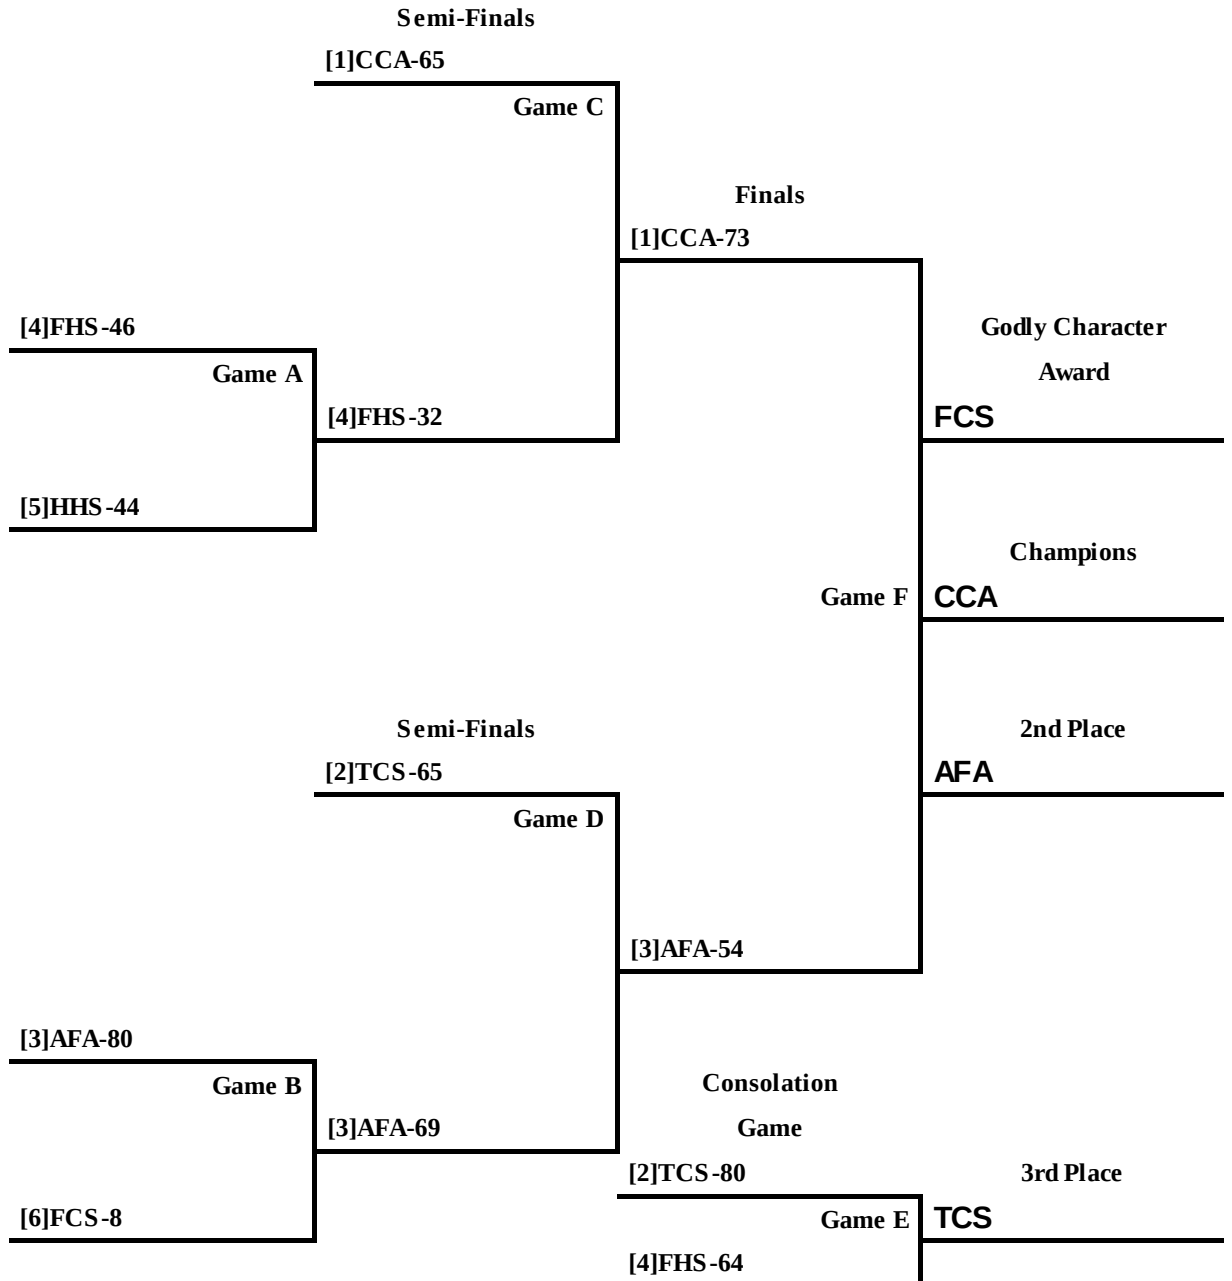 Semi-Finals
[1]CCA-65
Game C
Finals
[1]CCA-73
[4]FHS-46
Godly Character
Game A
Award
[4]FHS-32
FCS
[5]HHS-44
Champions
Game F
CCA
Semi-Finals
2nd Place
[2]TCS-65
AFA
Game D
[3]AFA-54
[3]AFA-80
Game B
Consolation
[3]AFA-69
Game
[2]TCS-80
3rd Place
[6]FCS-8
Game E
TCS
[4]FHS-64